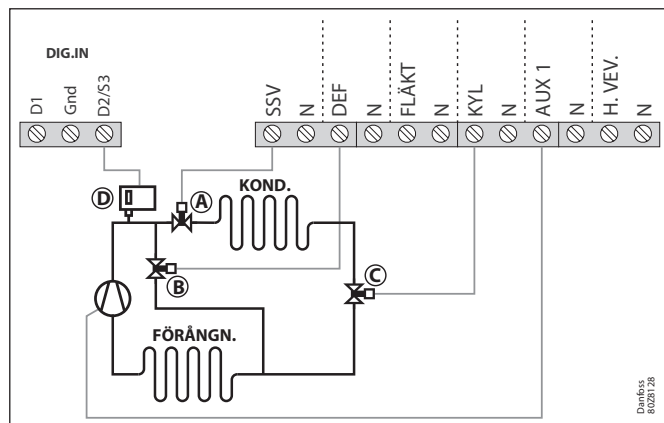 DIG.IN
D1
Gnd
D2/S3
SSV
N
DEF
N
FLÄKT
N
KYL
N
AUX 1
N
H. VEV.
N
D
A
KOND.
B
C
FÖRÅNGN.
Danfoss
80Z8128